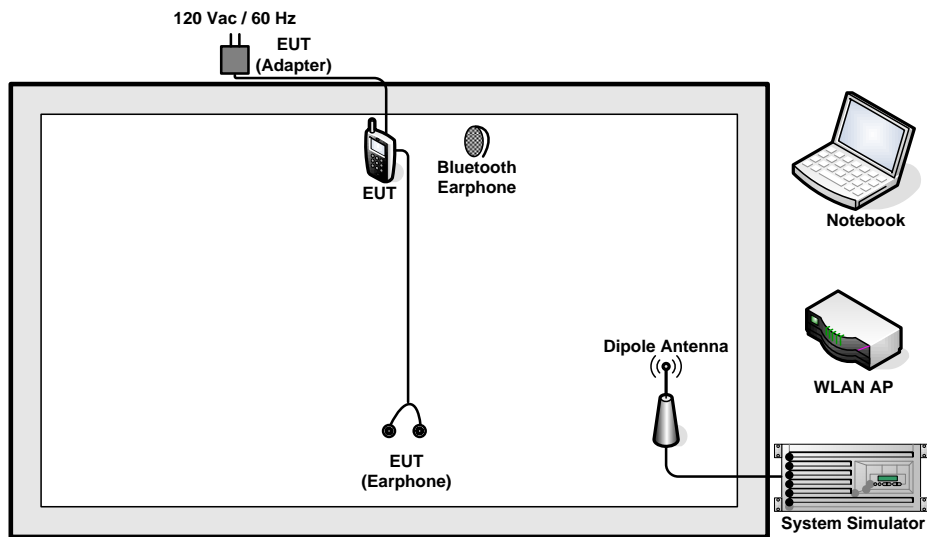 120 Vac / 60 Hz
EUT
(Adapter)
EUT
Bluetooth
Earphone
Notebook
Dipole Antenna
WLAN AP
EUT
(Earphone)
System Simulator